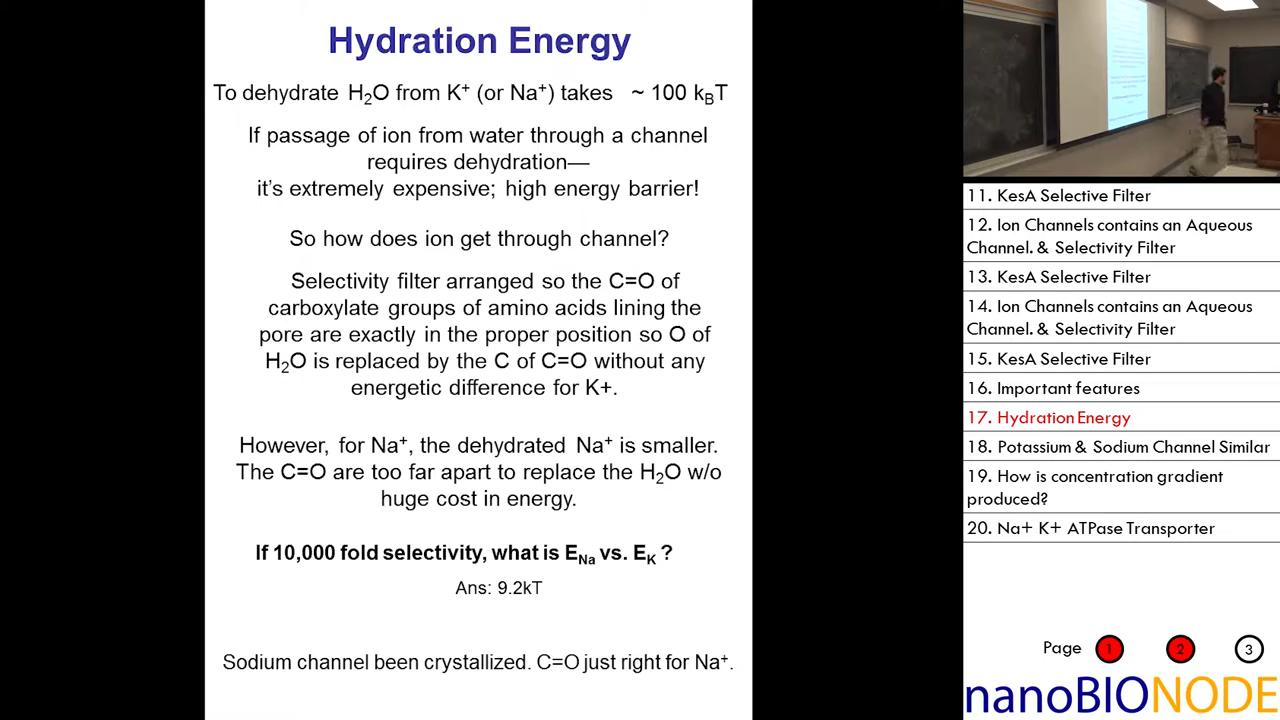 Hydration Energy
To dehydrate H₂O from K⁺ (or Na⁺) takes ~ 100 k_BT
If passage of ion from water through a channel
requires dehydration—
it's extremely expensive; high energy barrier!
So how does ion get through channel?
Selectivity filter arranged so the C=O of
carboxylate groups of amino acids lining the
pore are exactly in the proper position so O of
H₂O is replaced by the C of C=O without any
energetic difference for K+.
However, for Na⁺, the dehydrated Na⁺ is smaller.
The C=O are too far apart to replace the H₂O w/o
huge cost in energy.
If 10,000 fold selectivity, what is E_Na vs. E_K ?
Ans: 9.2kT
Sodium channel been crystallized. C=O just right for Na⁺.
11. KesA Selective Filter
12. Ion Channels contains an Aqueous
Channel. & Selectivity Filter
13. KesA Selective Filter
14. Ion Channels contains an Aqueous
Channel. & Selectivity Filter
15. KesA Selective Filter
16. Important features
17. Hydration Energy
18. Potassium & Sodium Channel Similar
19. How is concentration gradient
produced?
20. Na+ K+ ATPase Transporter
Page 1 2 3
nanoBIONODE